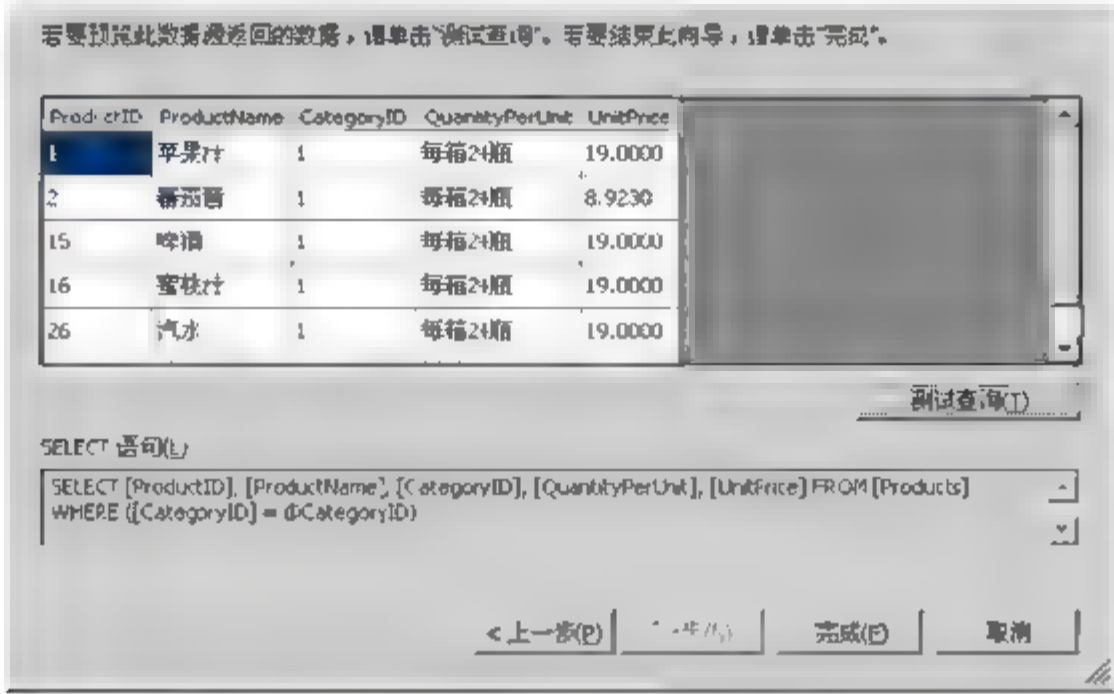 若要预览此数据源返回的数据，请单击“测试查询”。若要结束此向导，请单击“完成”。
ProductID ProductName CategoryID QuantityPerUnit UnitPrice
1 苹果汁 1 每箱24瓶 19.0000
2 番茄酱 1 每箱24瓶 8.9230
15 啤酒 1 每箱24瓶 19.0000
16 蜜桃汁 1 每箱24瓶 19.0000
26 汽水 1 每箱24瓶 19.0000
测试查询(T)
SELECT 语句(L)
SELECT [ProductID], [ProductName], [CategoryID], [QuantityPerUnit], [UnitPrice] FROM [Products]
WHERE ([CategoryID] = @CategoryID)
< 上一步(P) 完成(F) 取消